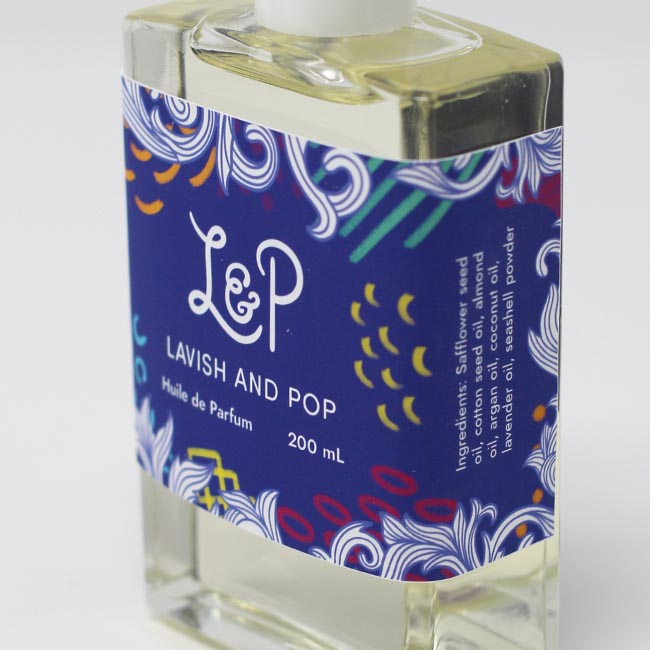 L&P
LAVISH AND POP
Huile de Parfum
200 mL
Ingredients: Safflower seed
oil, cotton seed oil, almond
oil, argan oil, coconut oil,
lavender oil, seashell powder